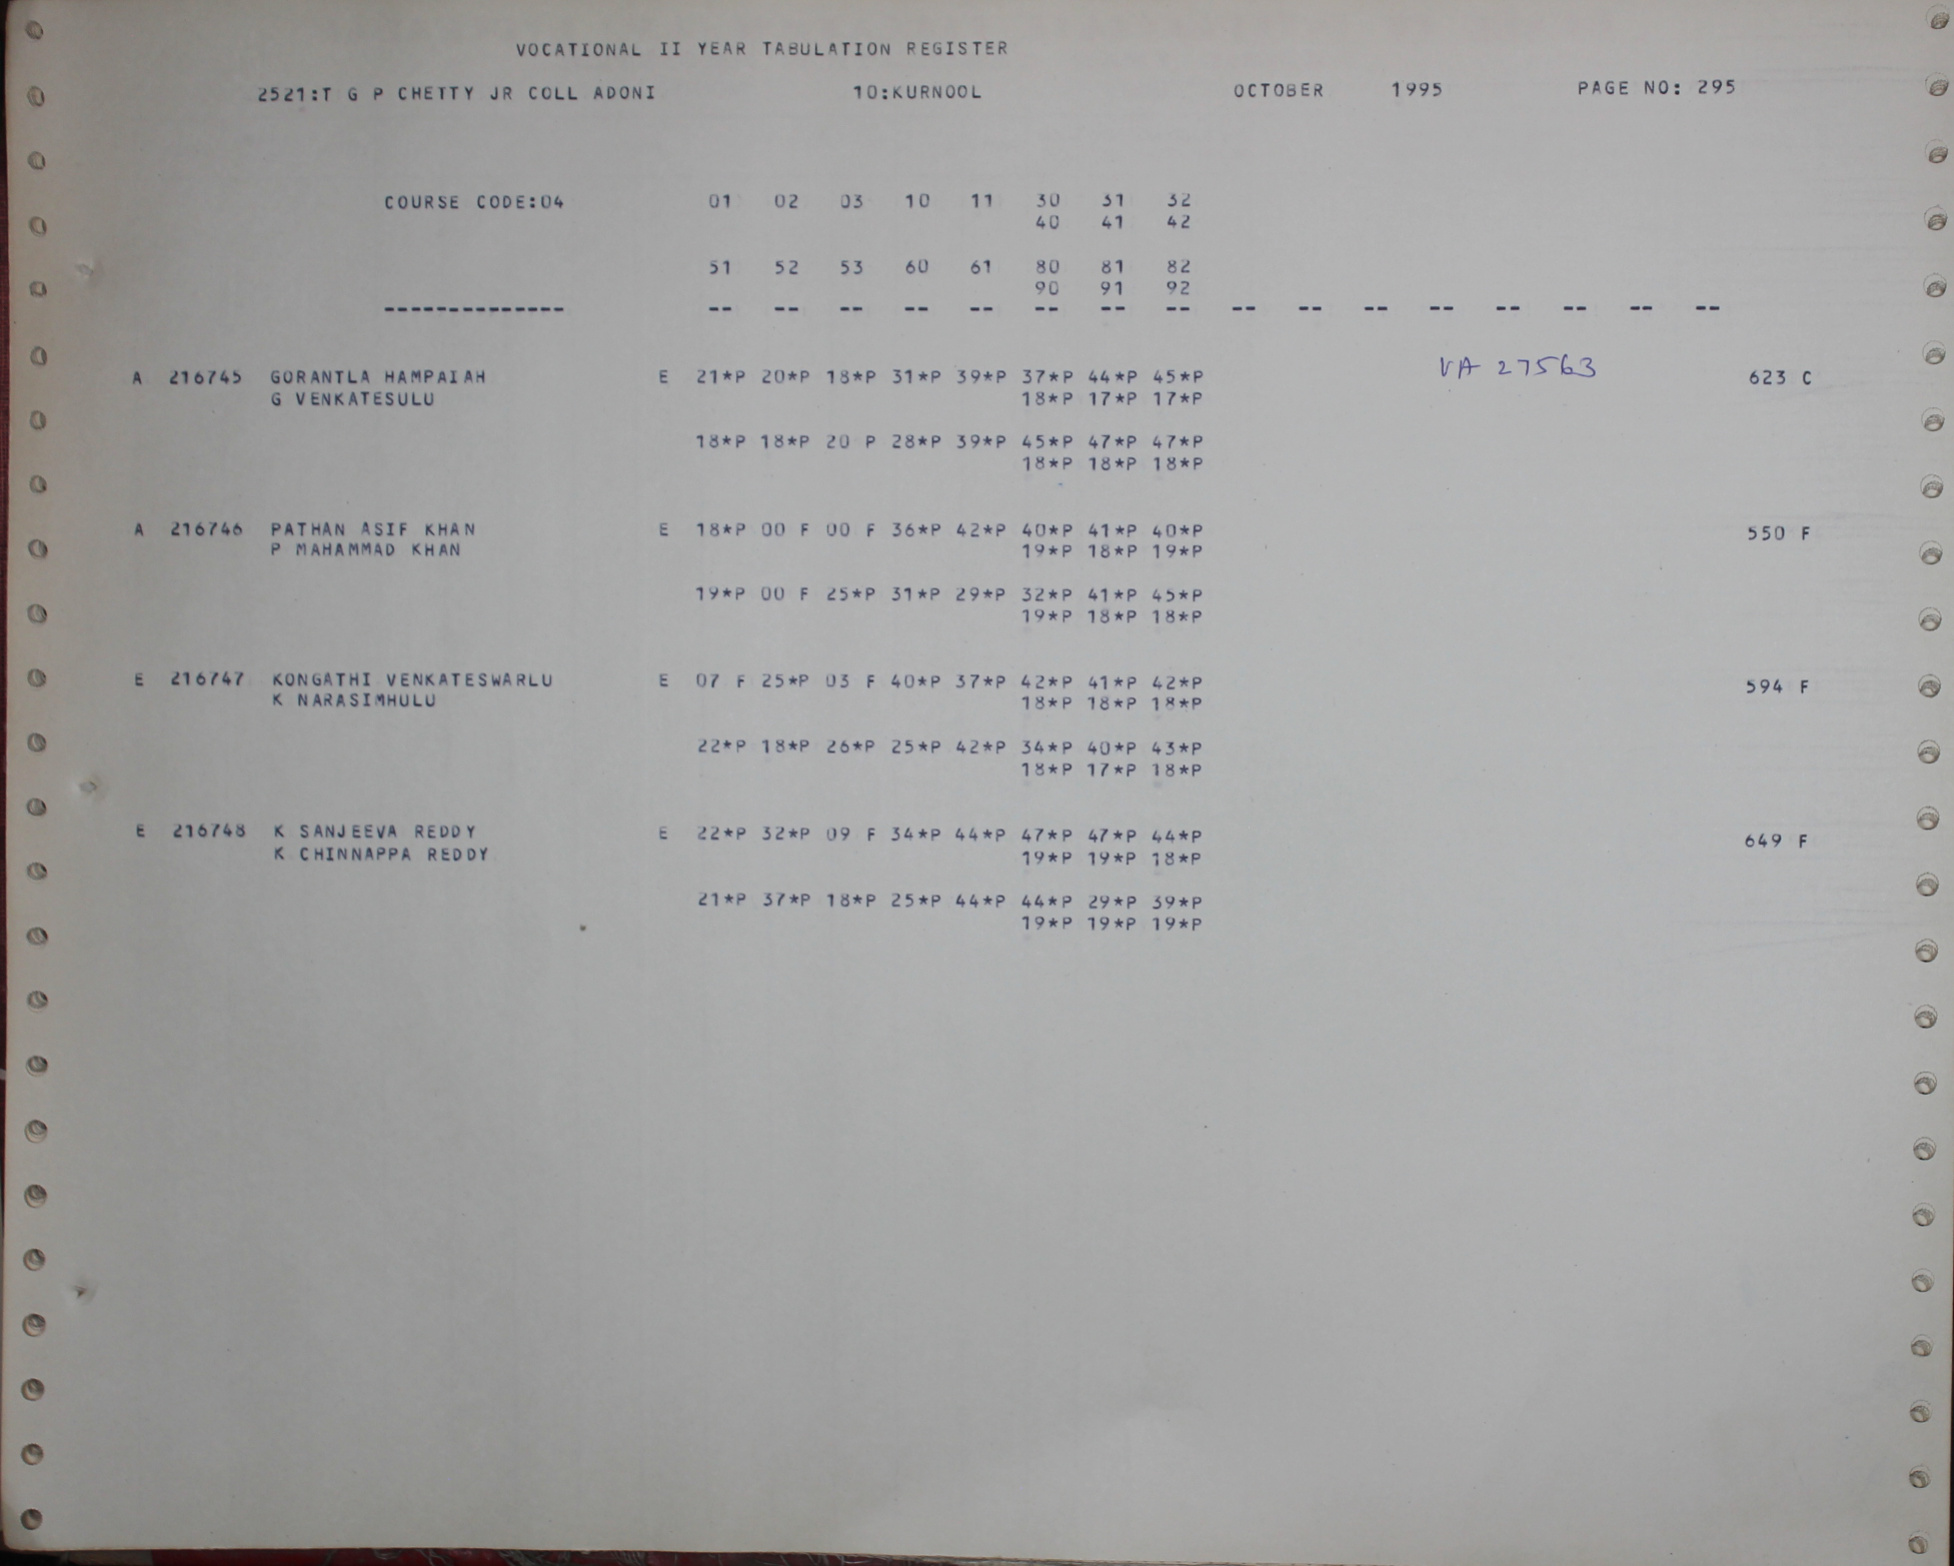 VOCATIONAL II YEAR TABULATION REGISTER
2521:T G P CHETTY JR COLL ADONI 10:KURNOOL OCTOBER 1995 PAGE NO: 295
COURSE CODE:04 01 02 03 10 11 30 31 32
40 41 42
51 52 53 60 61 80 81 82
90 91 92
-------------- -- -- -- -- -- -- -- -- -- -- -- -- -- -- -- --
A 216745 GORANTLA HAMPAIAH E 21*P 20*P 18*P 31*P 39*P 37*P 44*P 45*P VA 27563 623 C
G VENKATESULU 18*P 17*P 17*P
18*P 18*P 20 P 28*P 39*P 45*P 47*P 47*P
18*P 18*P 18*P
A 216746 PATHAN ASIF KHAN E 18*P 00 F 00 F 36*P 42*P 40*P 41*P 40*P 550 F
P MAHAMMAD KHAN 19*P 18*P 19*P
19*P 00 F 25*P 31*P 29*P 32*P 41*P 45*P
19*P 18*P 18*P
E 216747 KONGATHI VENKATESWARLU E 07 F 25*P 03 F 40*P 37*P 42*P 41*P 42*P 594 F
K NARASIMHULU 18*P 18*P 18*P
22*P 18*P 26*P 25*P 42*P 34*P 40*P 43*P
18*P 17*P 18*P
E 216748 K SANJEEVA REDDY E 22*P 32*P 09 F 34*P 44*P 47*P 47*P 44*P 649 F
K CHINNAPPA REDDY 19*P 19*P 18*P
21*P 37*P 18*P 25*P 44*P 44*P 29*P 39*P
19*P 19*P 19*P